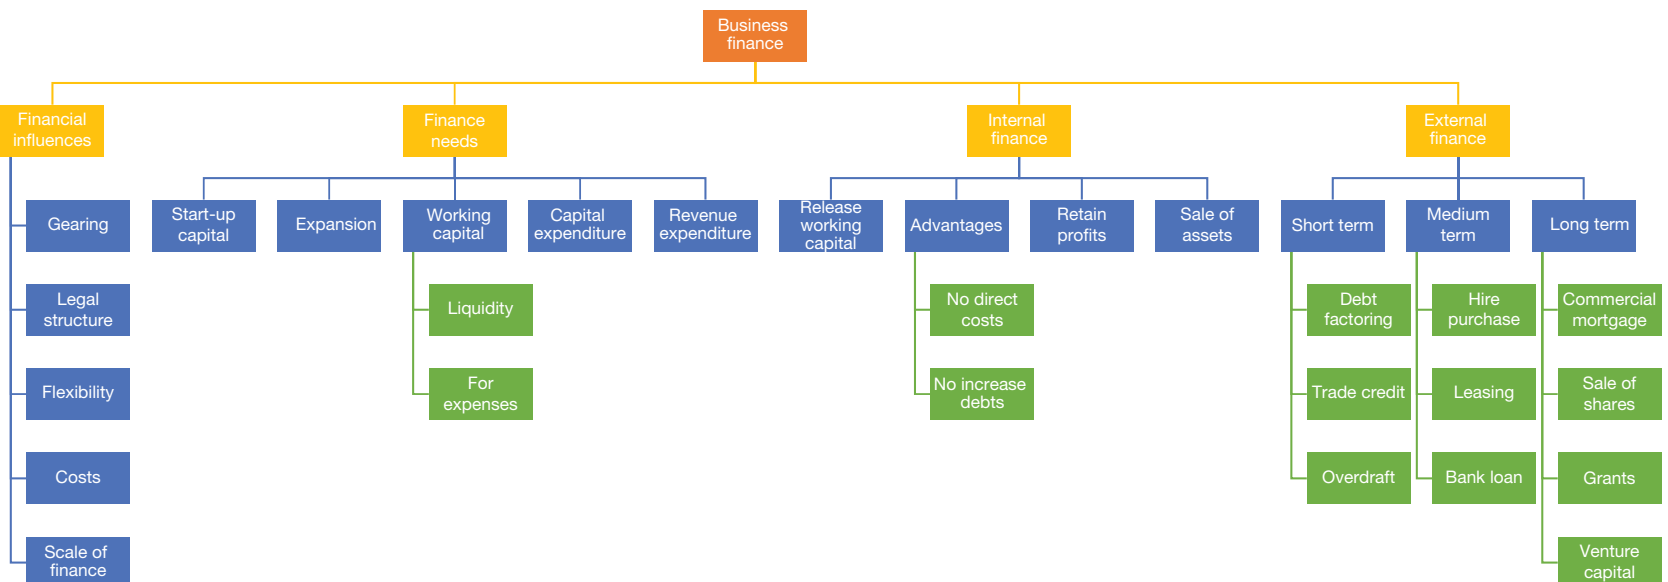 Business
finance
Financial
influences
Finance
needs
Internal
finance
External
finance
Gearing
Start-up
capital
Expansion
Working
capital
Capital
expenditure
Revenue
expenditure
Release
working
capital
Advantages
Retain
profits
Sale of
assets
Short term
Medium
term
Long term
Legal
structure
Liquidity
No direct
costs
Debt
factoring
Hire
purchase
Commercial
mortgage
Flexibility
For
expenses
No increase
debts
Trade credit
Leasing
Sale of
shares
Costs
Overdraft
Bank loan
Grants
Scale of
finance
Venture
capital